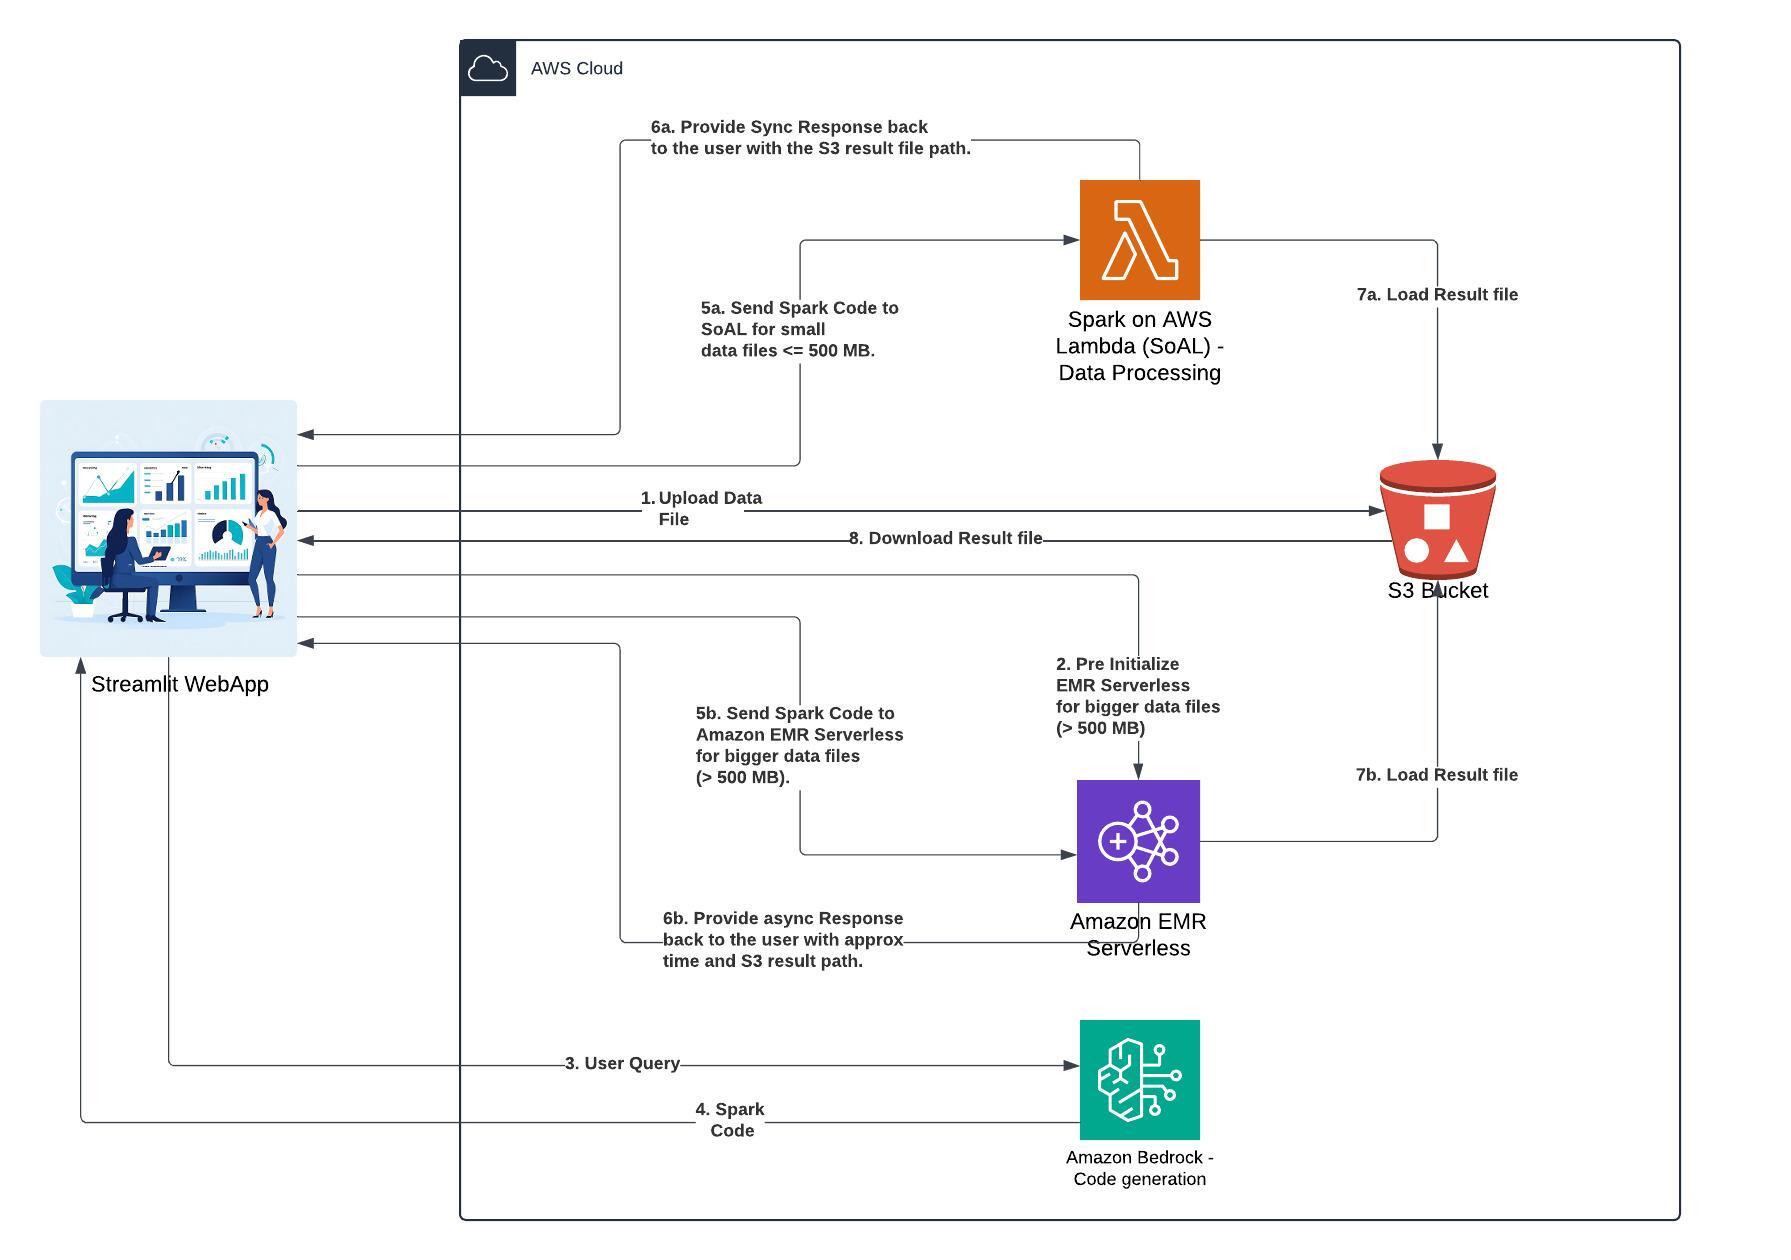 AWS Cloud
6a. Provide Sync Response back
to the user with the S3 result file path.
5a. Send Spark Code to
SoAL for small
data files <= 500 MB.
Spark on AWS
Lambda (SoAL) -
Data Processing
7a. Load Result file
1. Upload Data
File
8. Download Result file
S3 Bucket
Streamlit WebApp
2. Pre Initialize
EMR Serverless
for bigger data files
(> 500 MB)
5b. Send Spark Code to
Amazon EMR Serverless
for bigger data files
(> 500 MB).
7b. Load Result file
6b. Provide async Response
back to the user with approx
time and S3 result path.
Amazon EMR
Serverless
3. User Query
4. Spark
Code
Amazon Bedrock -
Code generation